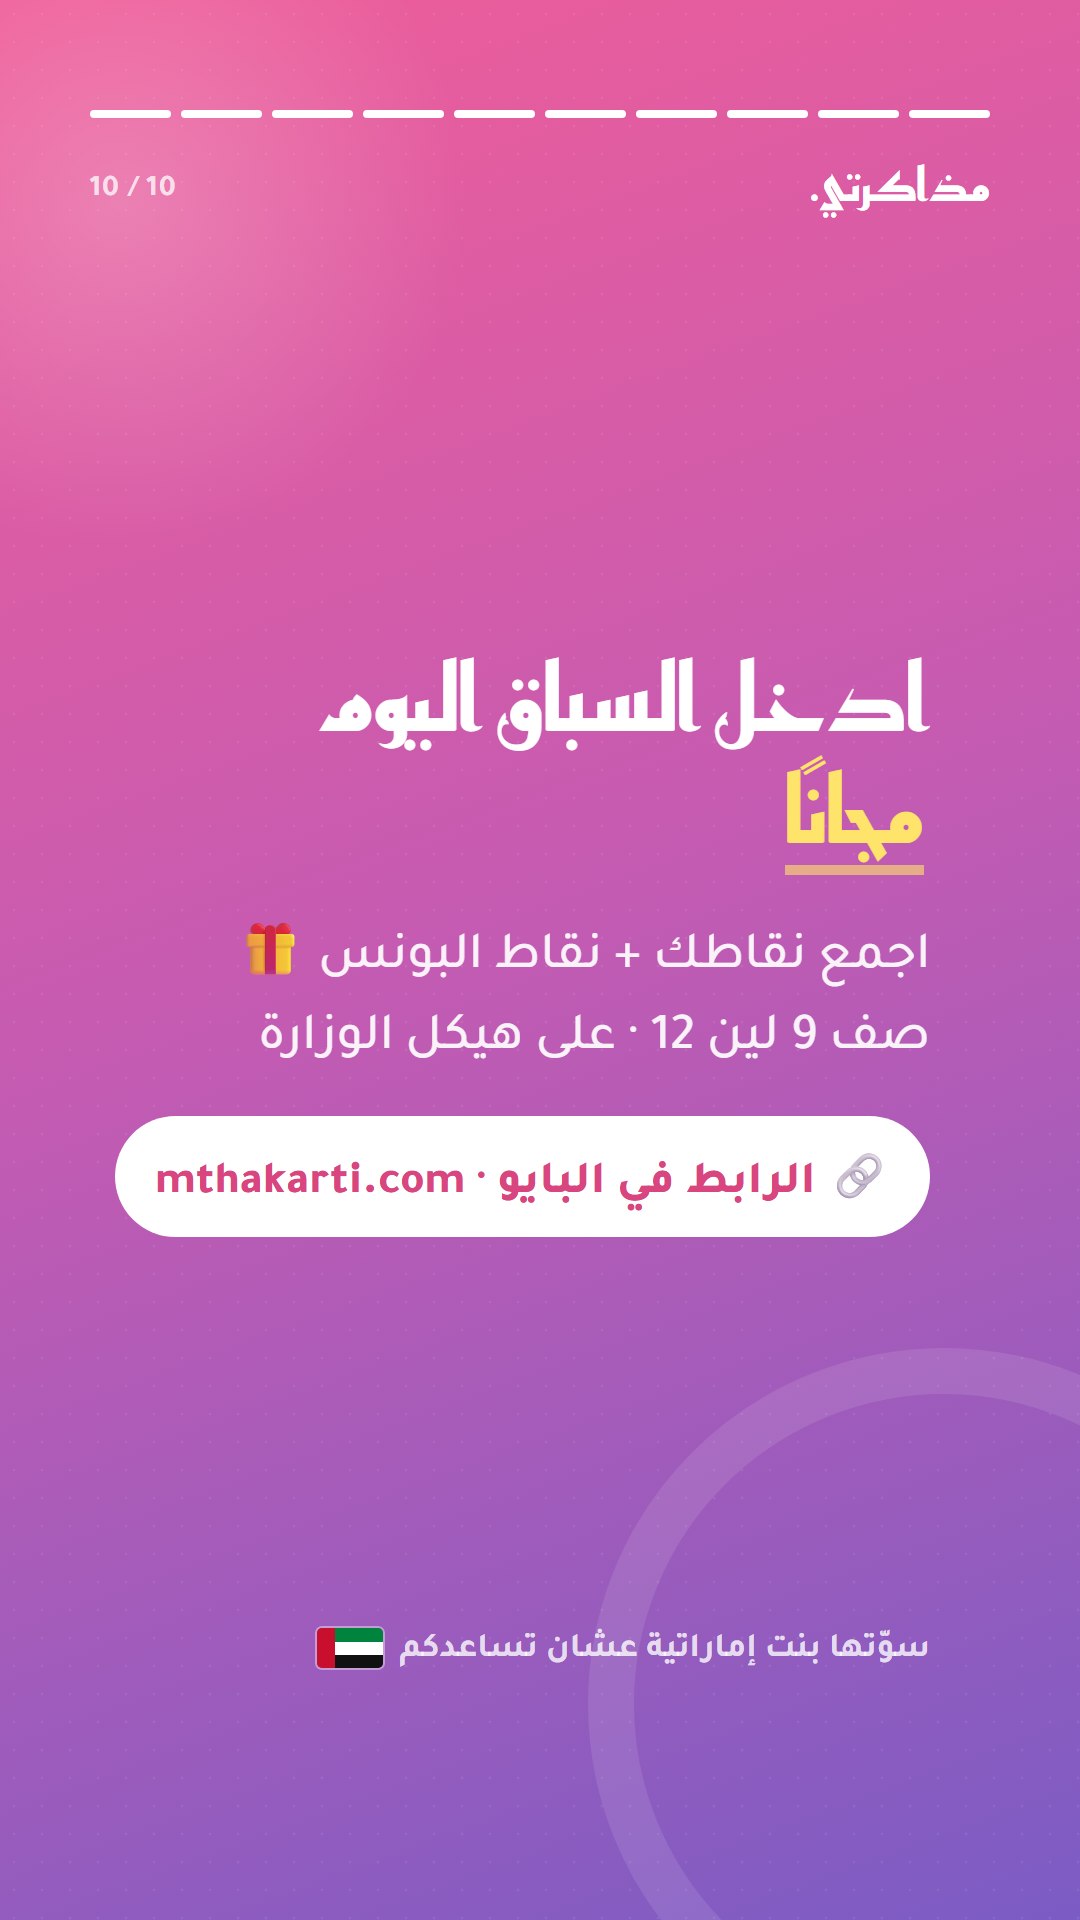 مذاكرتي.
10 / 10
ادخل السباق اليوم
مجانًا
اجمع نقاطك + نقاط البونس 🎁
صف 9 لين 12 · على هيكل الوزارة
🔗 الرابط في البايو · mthakarti.com
سوّتها بنت إماراتية عشان تساعدكم 🇦🇪